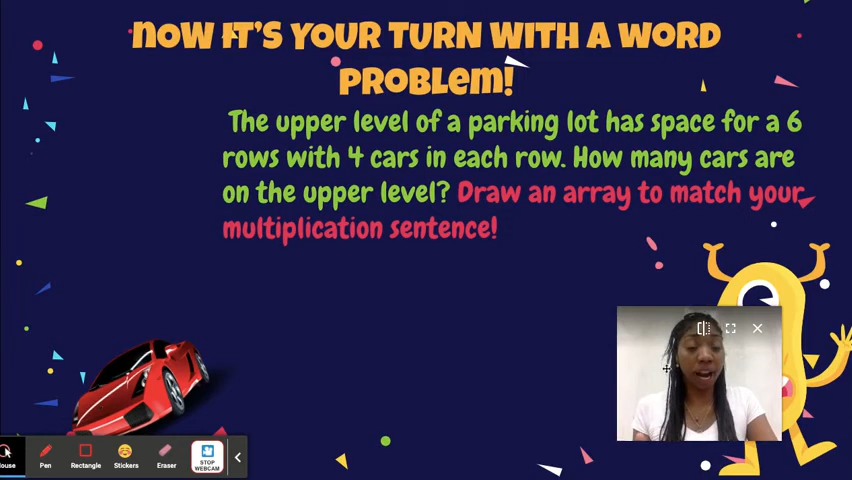 NOW IT'S YOUR TURN WITH A WORD
PROBLEM!
The upper level of a parking lot has space for a 6
rows with 4 cars in each row. How many cars are
on the upper level? Draw an array to match your
multiplication sentence!
Mouse
Pen
Rectangle
Stickers
Eraser
STOP
WEBCAM